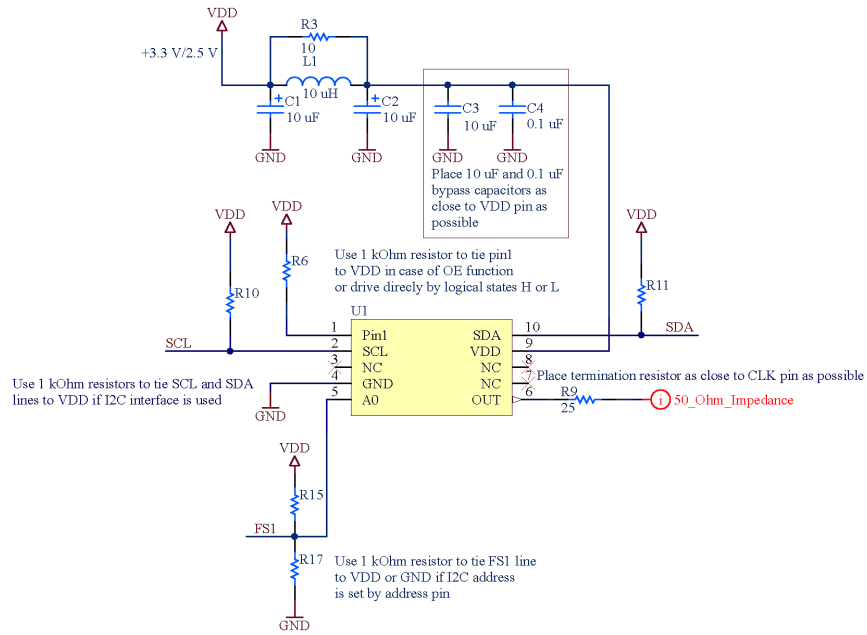 VDD
+3.3 V/2.5 V
R3
10
L1
10 uH
C1
10 uF
C2
10 uF
C3
10 uF
C4
0.1 uF
GND
GND
GND
GND
Place 10 uF and 0.1 uF
bypass capacitors as
close to VDD pin as
possible
VDD
VDD
VDD
R10
R6
R11
Use 1 kOhm resistor to tie pin1
to VDD in case of OE function
or drive direcly by logical states H or L
U1
1 Pin1
2 SCL
3 NC
4 GND
5 A0
SDA 10
VDD 9
NC 8
NC 7
OUT 6
SCL
SDA
Use 1 kOhm resistors to tie SCL and SDA
lines to VDD if I2C interface is used
GND
Place termination resistor as close to CLK pin as possible
R9
25
i 50_Ohm_Impedance
VDD
R15
FS1
R17
GND
Use 1 kOhm resistor to tie FS1 line
to VDD or GND if I2C address
is set by address pin